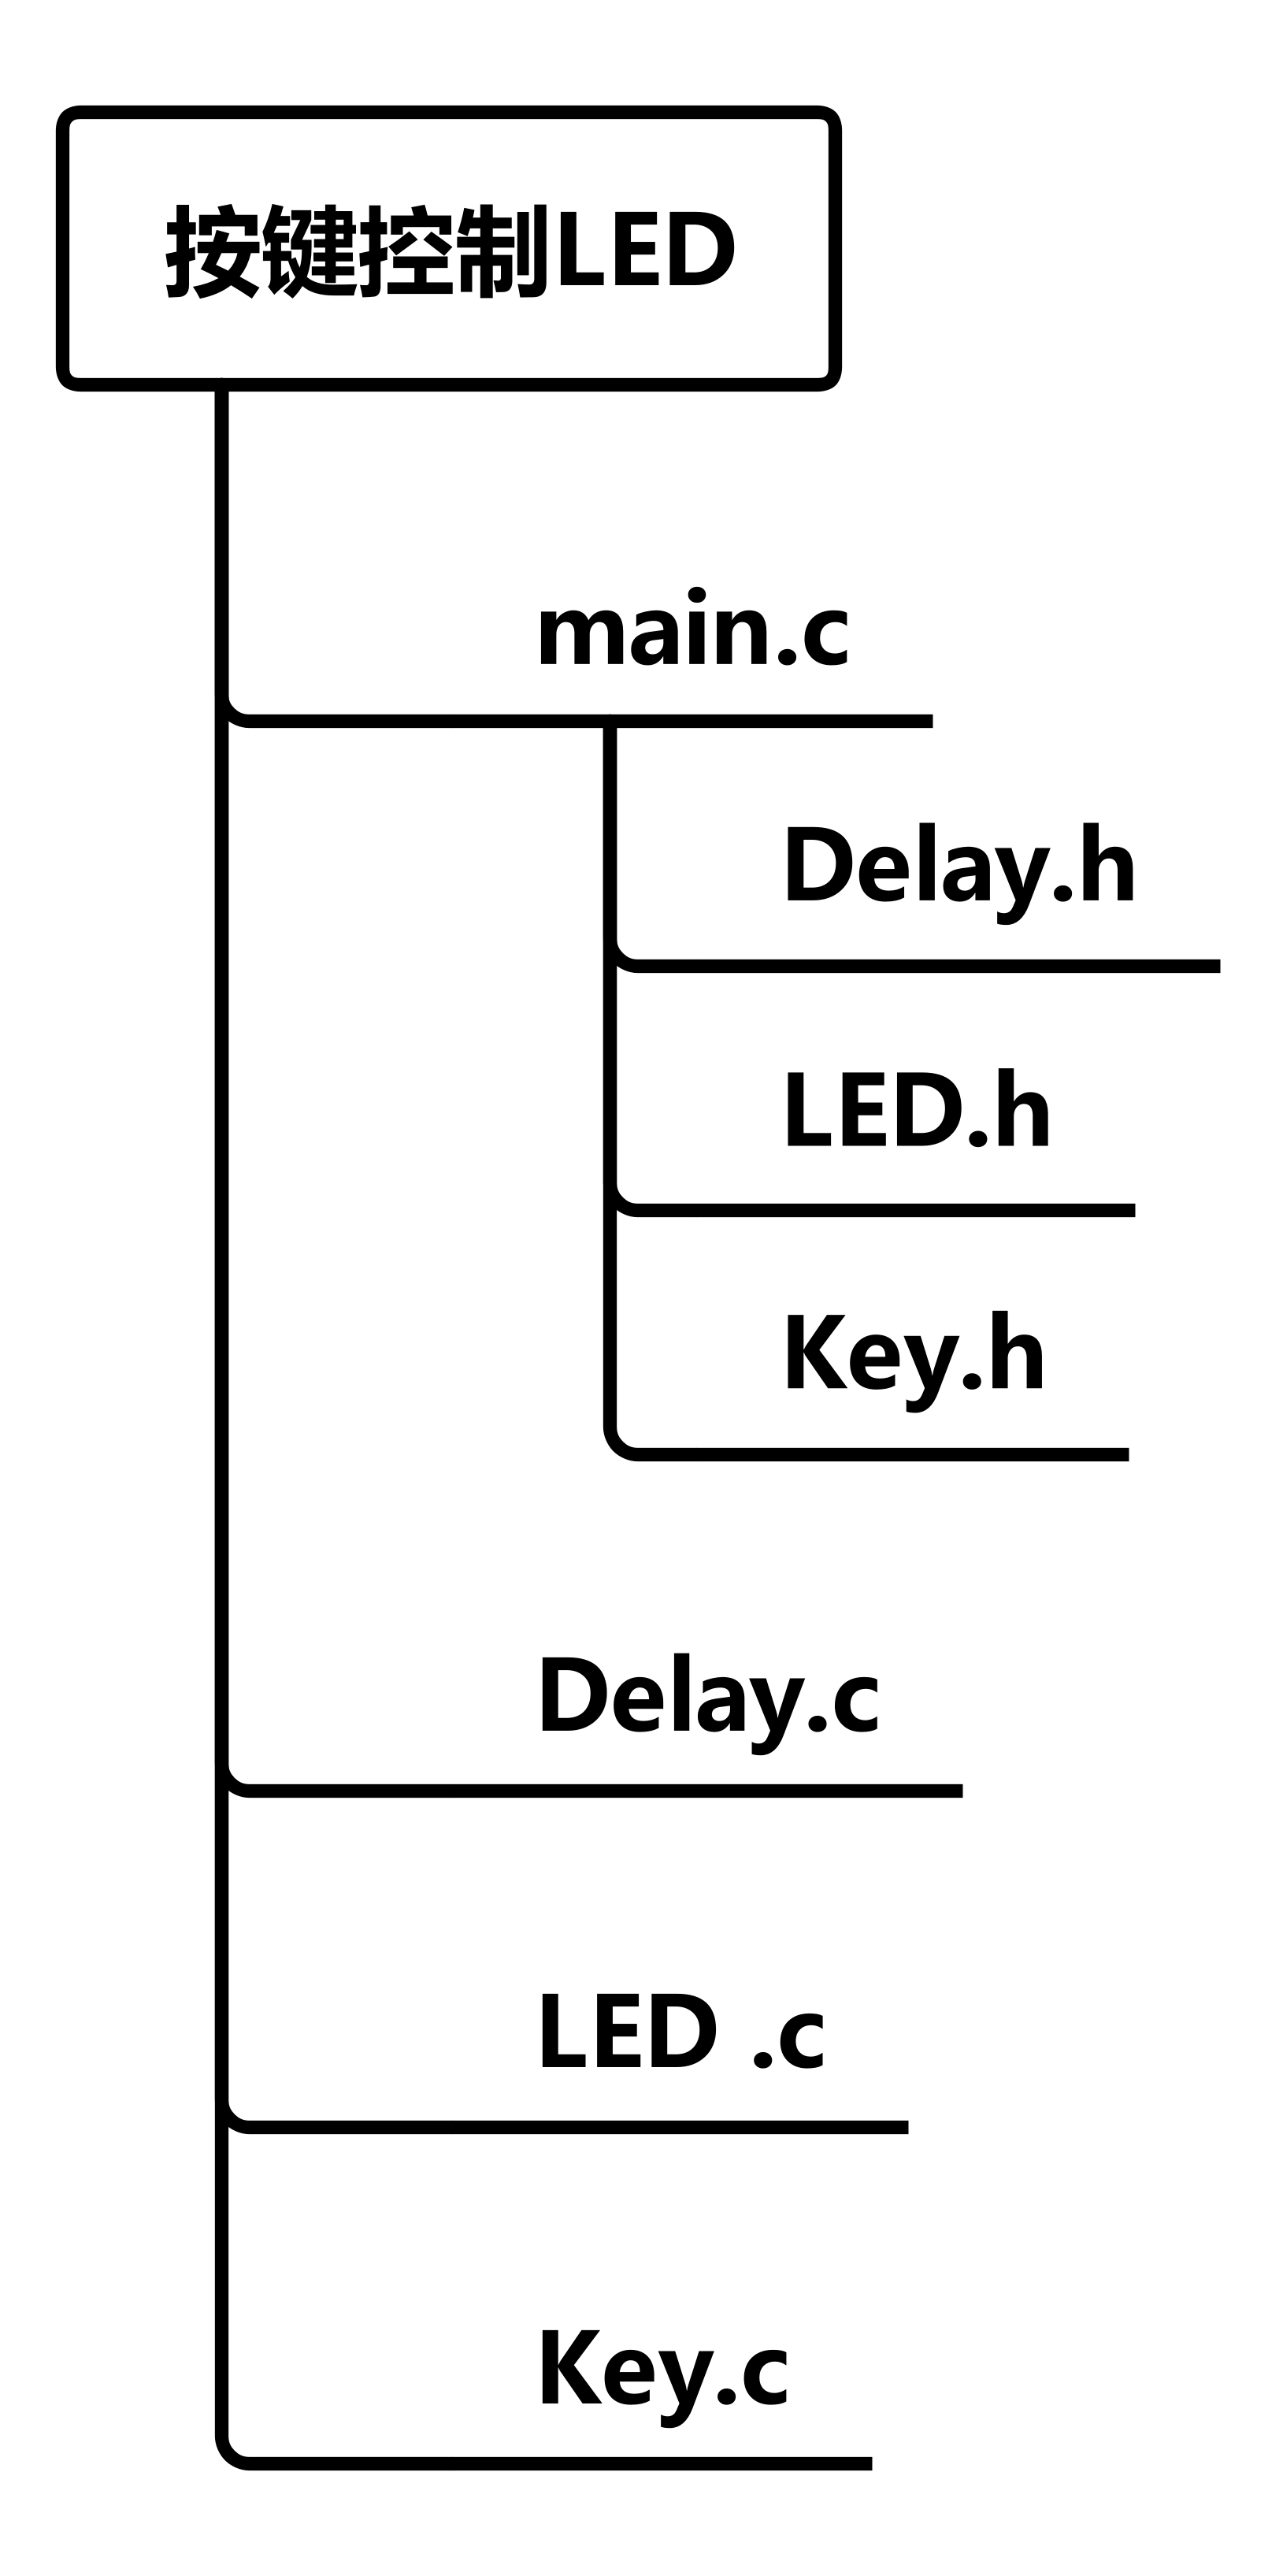 按键控制LED
main.c
Delay.h
LED.h
Key.h
Delay.c
LED .c
Key.c